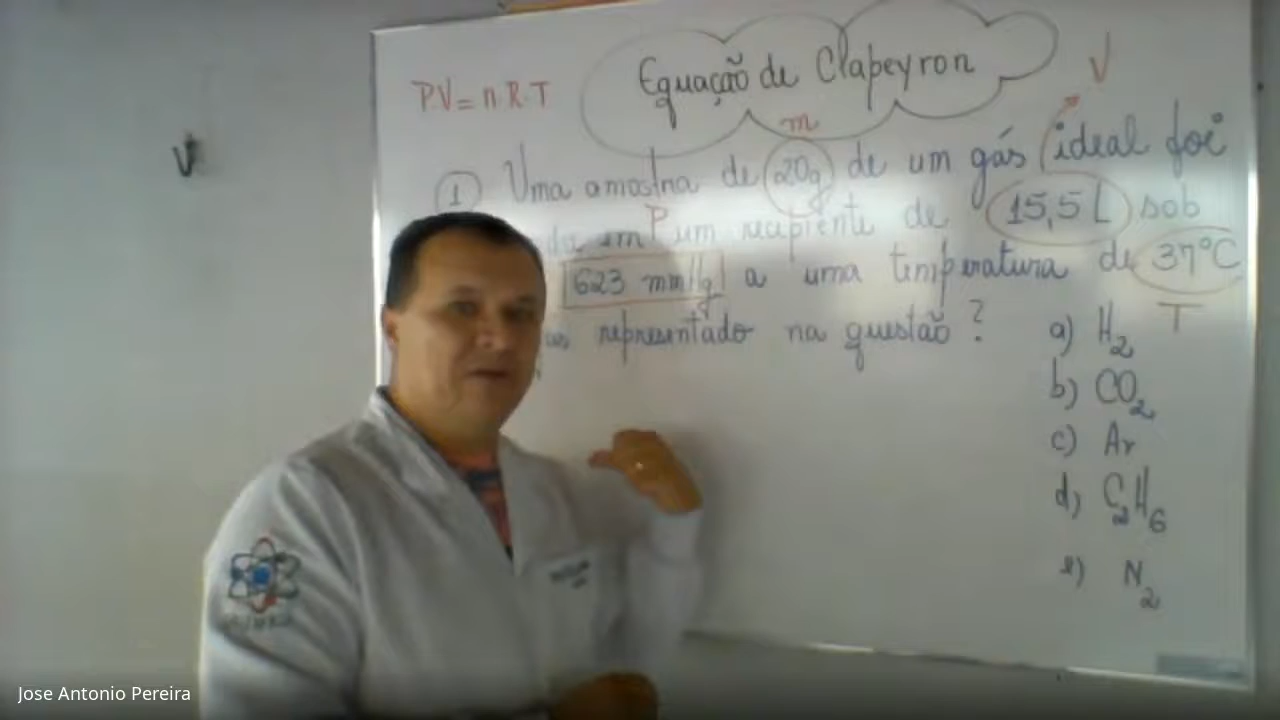 Equação de Clapeyron
PV = n R.T
V
m
1 Uma amostra de 20g de um gás ideal foi
P
em um recipiente de 15,5 L sob
623 mmHg a uma temperatura de 37°C
T
representado na questão?
a) H2
b) CO2
c) Ar
d) C2H6
e) N2
Jose Antonio Pereira